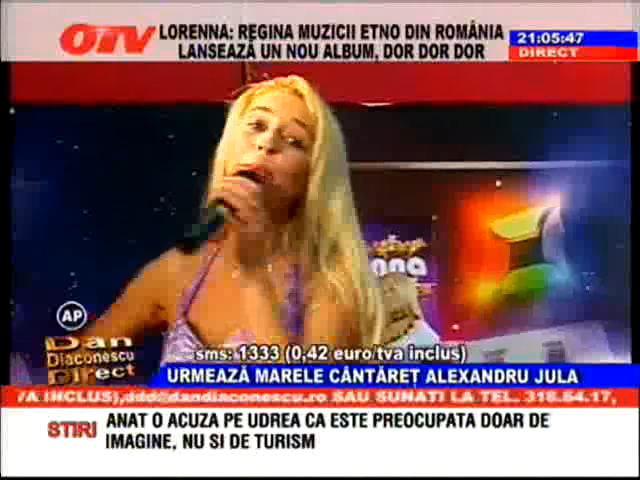 OTV
LORENNA: REGINA MUZICII ETNO DIN ROMÂNIA
LANSEAZĂ UN NOU ALBUM, DOR DOR DOR
21:05:47
DIRECT
AP
Dan
Diaconescu
Direct
sms: 1333 (0,42 euro/tva inclus)
URMEAZĂ MARELE CÂNTĂREȚ ALEXANDRU JULA
VA INCLUS),ddd@dandiaconescu.ro SAU SUNATI LA TEL. 318.64.17,
STIRI
ANAT O ACUZA PE UDREA CA ESTE PREOCUPATA DOAR DE
IMAGINE, NU SI DE TURISM